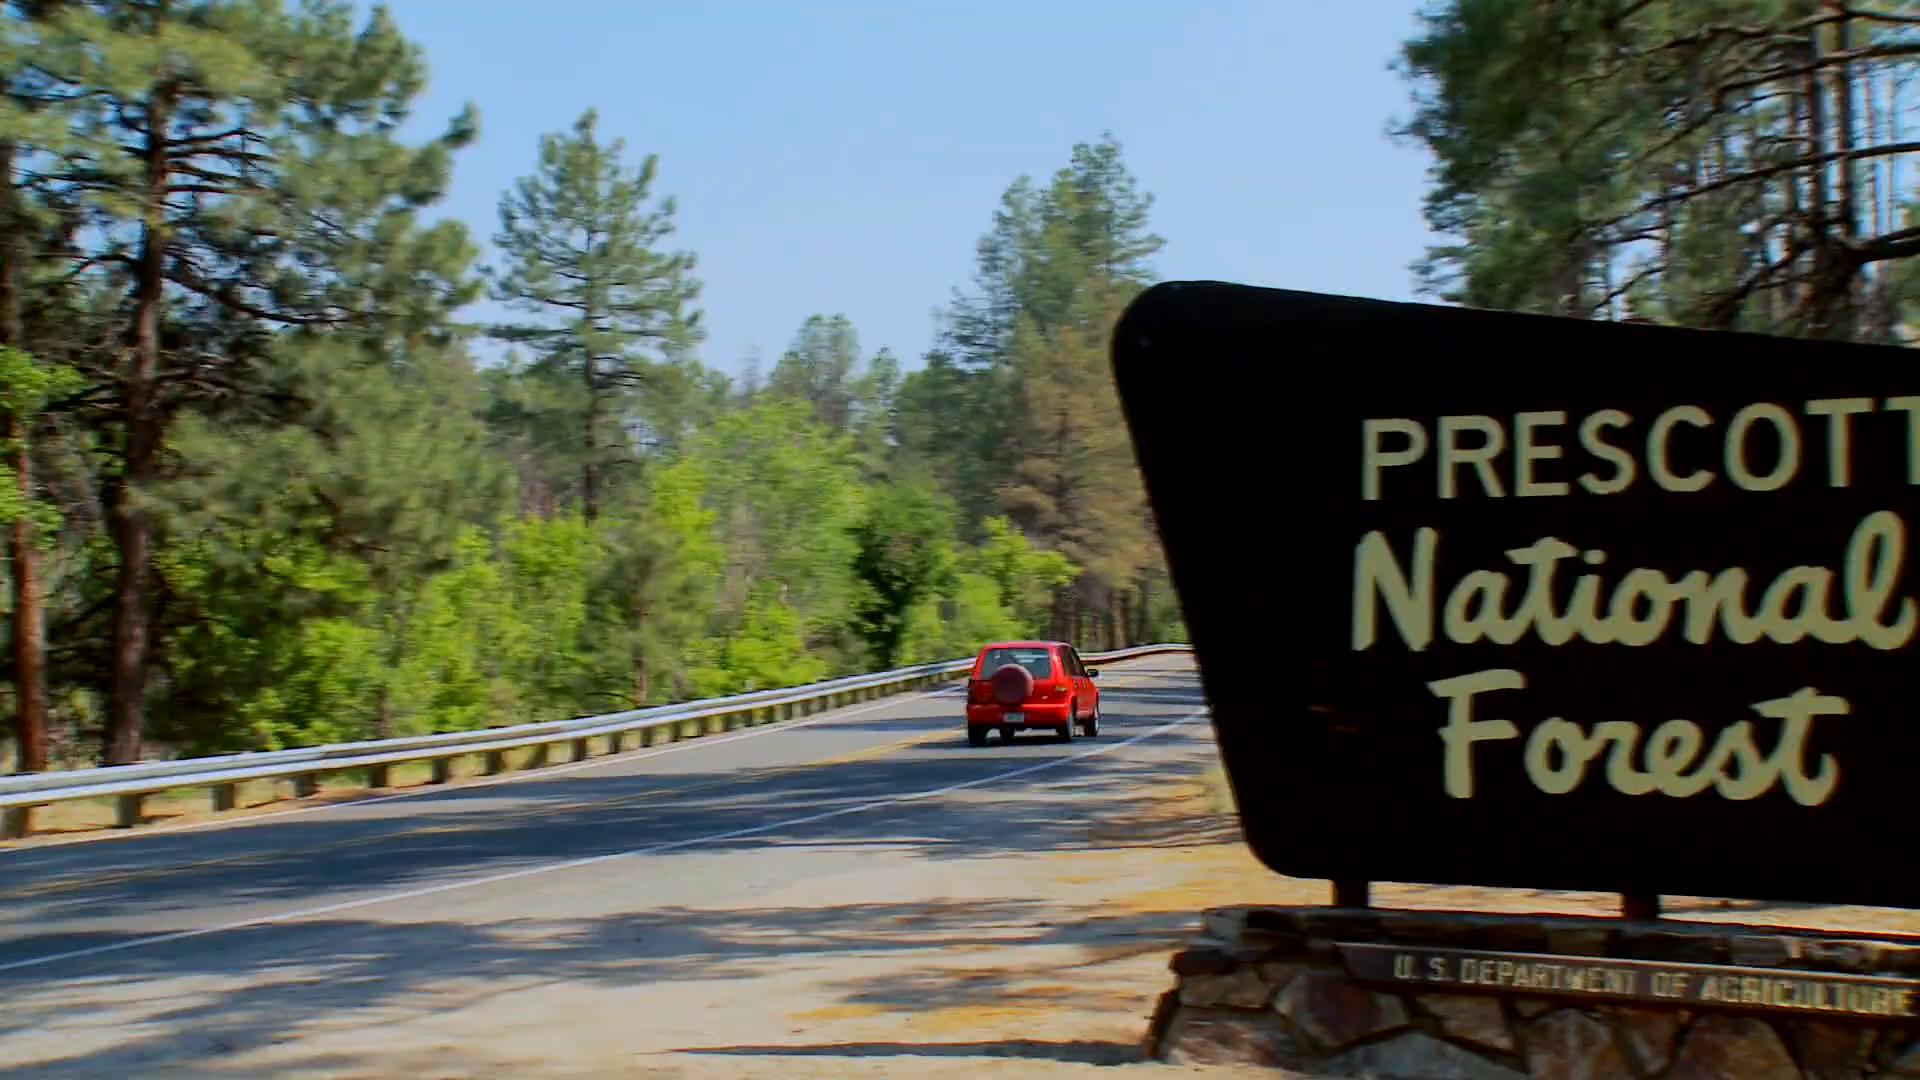 PRESCOTT
National
Forest
U. S. DEPARTMENT OF AGRICULTURE